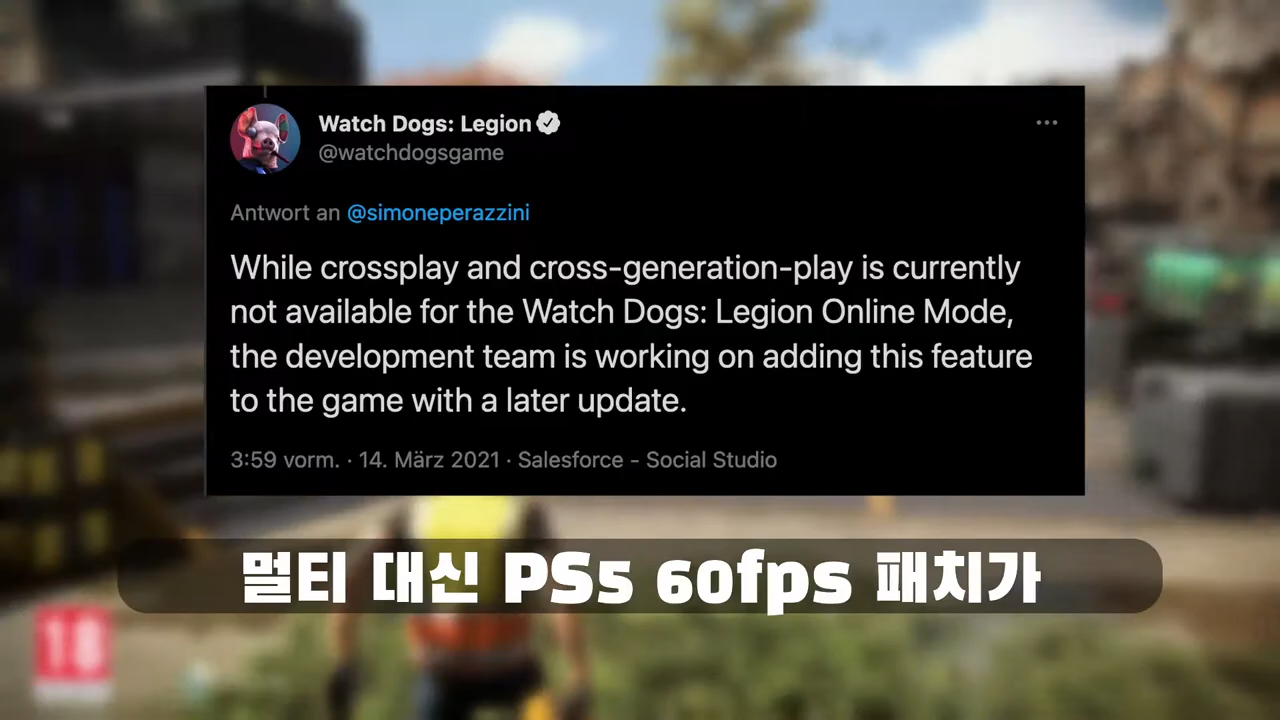 Watch Dogs: Legion
@watchdogsgame
Antwort an @simoneperazzini
While crossplay and cross-generation-play is currently
not available for the Watch Dogs: Legion Online Mode,
the development team is working on adding this feature
to the game with a later update.
3:59 vorm. · 14. März 2021 · Salesforce - Social Studio
멀티 대신 PS5 60fps 패치가
18